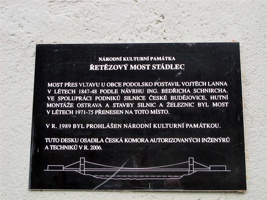 NÁRODNÍ KULTURNÍ PAMÁTKA
ŘETĚZOVÝ MOST STÁDLEC
MOST PŘES VLTAVU U OBCE PODOLSKO POSTAVIL VOJTĚCH LANNA
V LÉTECH 1847-48 PODLE NÁVRHU ING. BEDŘICHA SCHNIRCHA.
VE SPOLUPRÁCI PODNIKŮ SILNICE ČESKÉ BUDĚJOVICE, HUTNÍ
MONTÁŽE OSTRAVA A STAVBY SILNIC A ŽELEZNIC BYL MOST
V LÉTECH 1971-75 PŘENESEN NA TOTO MÍSTO.
V R. 1989 BYL PROHLÁŠEN NÁRODNÍ KULTURNÍ PAMÁTKOU.
TUTO DESKU OSADILA ČESKÁ KOMORA AUTORIZOVANÝCH INŽENÝRŮ
A TECHNIKŮ V R. 2006.